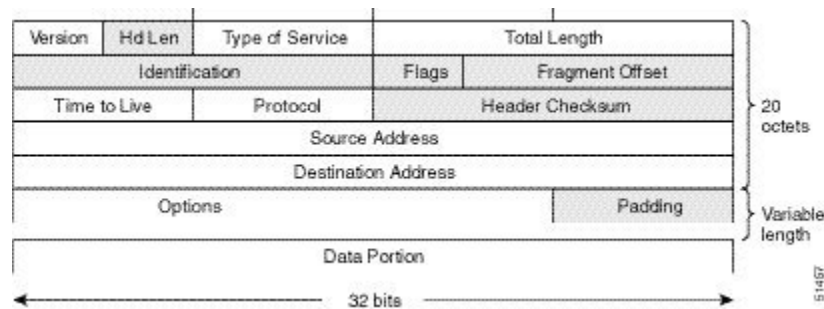 Version Hd Len Type of Service Total Length
Identification Flags Fragment Offset
Time to Live Protocol Header Checksum
20 octets
Source Address
Destination Address
Options Padding
Variable length
Data Portion
32 bits
51457